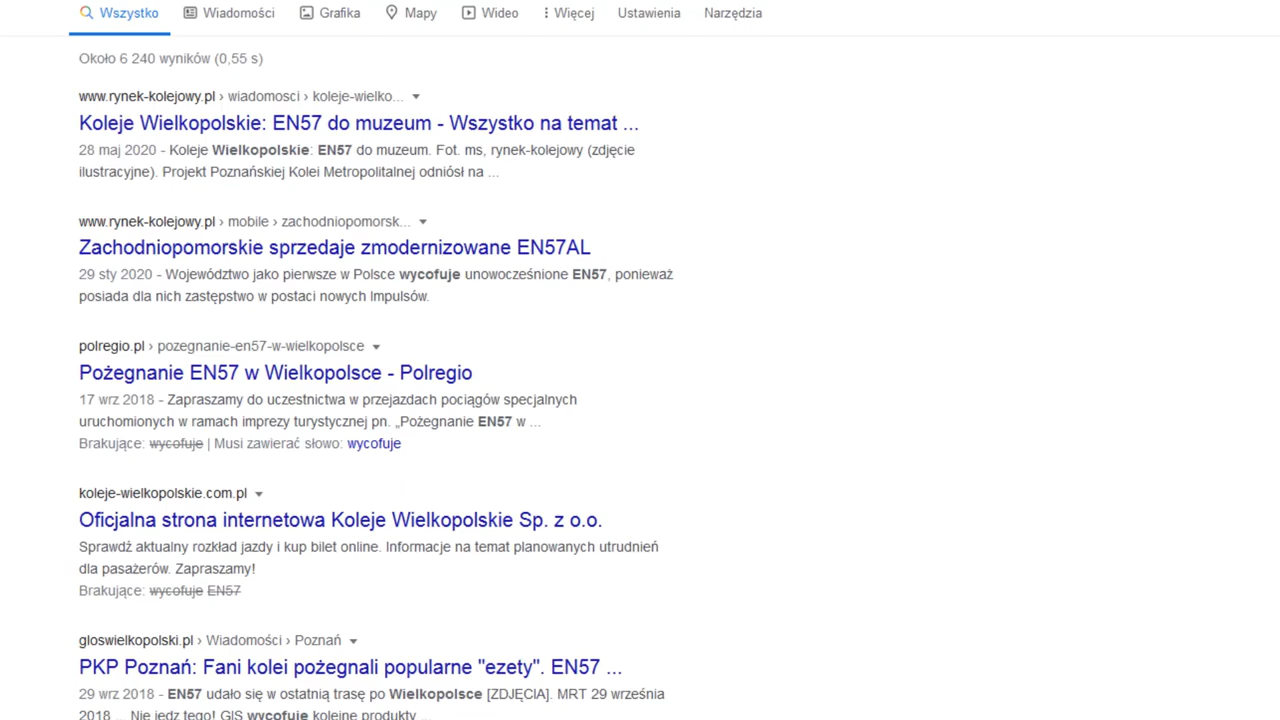 Wszystko Wiadomości Grafika Mapy Wideo Więcej Ustawienia Narzędzia
Około 6 240 wyników (0,55 s)
www.rynek-kolejowy.pl › wiadomosci › koleje-wielko...
Koleje Wielkopolskie: EN57 do muzeum - Wszystko na temat ...
28 maj 2020 - Koleje Wielkopolskie: EN57 do muzeum. Fot. ms, rynek-kolejowy (zdjęcie
ilustracyjne). Projekt Poznańskiej Kolei Metropolitalnej odniósł na ...
www.rynek-kolejowy.pl › mobile › zachodniopomorsk...
Zachodniopomorskie sprzedaje zmodernizowane EN57AL
29 sty 2020 - Województwo jako pierwsze w Polsce wycofuje unowocześnione EN57, ponieważ
posiada dla nich zastępstwo w postaci nowych Impulsów.
polregio.pl › pozegnanie-en57-w-wielkopolsce
Pożegnanie EN57 w Wielkopolsce - Polregio
17 wrz 2018 - Zapraszamy do uczestnictwa w przejazdach pociągów specjalnych
uruchomionych w ramach imprezy turystycznej pn. „Pożegnanie EN57 w ...
Brakujące: wycofuje | Musi zawierać słowo: wycofuje
koleje-wielkopolskie.com.pl
Oficjalna strona internetowa Koleje Wielkopolskie Sp. z o.o.
Sprawdź aktualny rozkład jazdy i kup bilet online. Informacje na temat planowanych utrudnień
dla pasażerów. Zapraszamy!
Brakujące: wycofuje EN57
gloswielkopolski.pl › Wiadomości › Poznań
PKP Poznań: Fani kolei pożegnali popularne "ezety". EN57 ...
29 wrz 2018 - EN57 udało się w ostatnią trasę po Wielkopolsce [ZDJĘCIA]. MRT 29 września
2018 ... Nie jedz tego! GIS wycofuje kolejne produkty ...